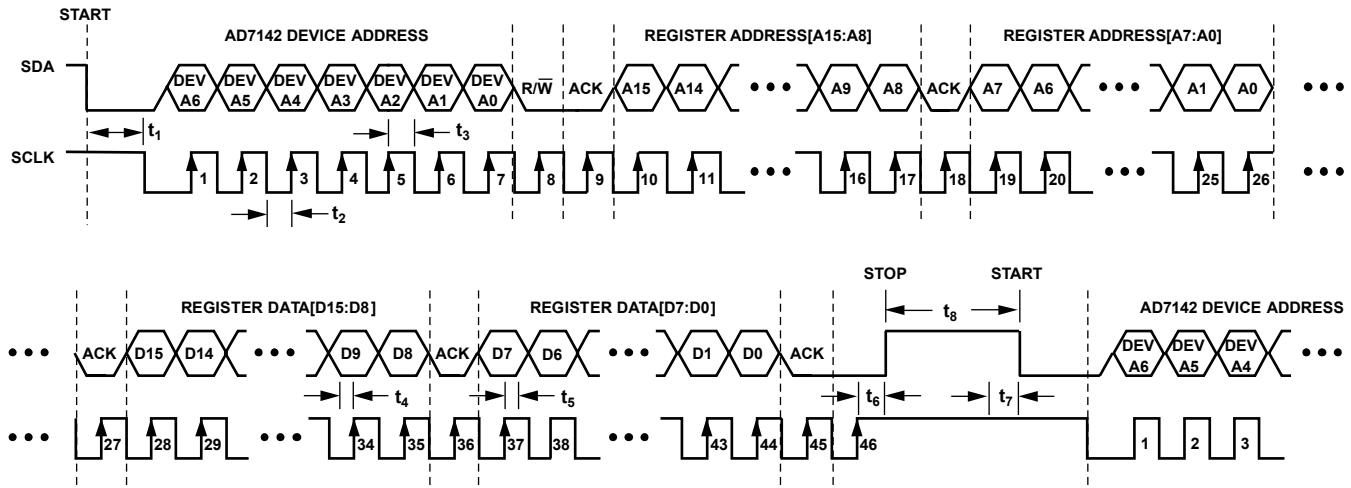 START
AD7142 DEVICE ADDRESS
REGISTER ADDRESS[A15:A8]
REGISTER ADDRESS[A7:A0]
SDA
DEV A6
DEV A5
DEV A4
DEV A3
DEV A2
DEV A1
DEV A0
R/W̅
ACK
A15
A14
A9
A8
ACK
A7
A6
A1
A0
t1
t3
SCLK
1
2
3
4
5
6
7
8
9
10
11
16
17
18
19
20
25
26
t2
STOP
START
REGISTER DATA[D15:D8]
REGISTER DATA[D7:D0]
t8
AD7142 DEVICE ADDRESS
ACK
D15
D14
D9
D8
ACK
D7
D6
D1
D0
ACK
DEV A6
DEV A5
DEV A4
t4
t5
t6
t7
27
28
29
34
35
36
37
38
43
44
45
46
1
2
3